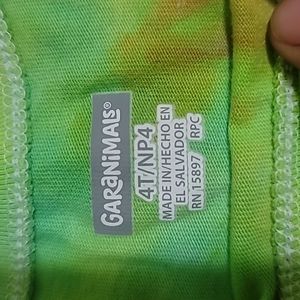 GARANIMALS®
4T/NP4
MADE IN/HECHO EN
EL SALVADOR
RN 15897 RPC